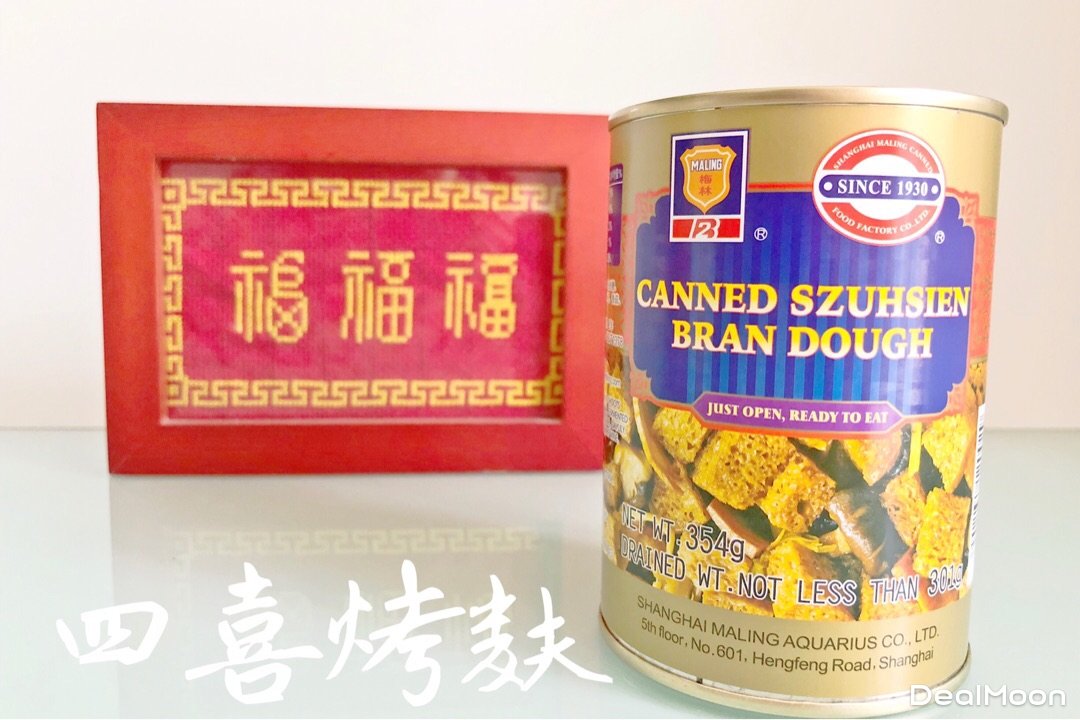 福福福
MALING
梅林
B2
®
SHANGHAI MALING CANNED
SINCE 1930
FOOD FACTORY CO.,LTD.
®
CANNED SZUHSIEN
BRAN DOUGH
JUST OPEN, READY TO EAT
NET WT.354g
DRAINED WT.NOT LESS THAN 301g
SHANGHAI MALING AQUARIUS CO., LTD.
5th floor, No.601, Hengfeng Road, Shanghai
四喜烤麸
DealMoon